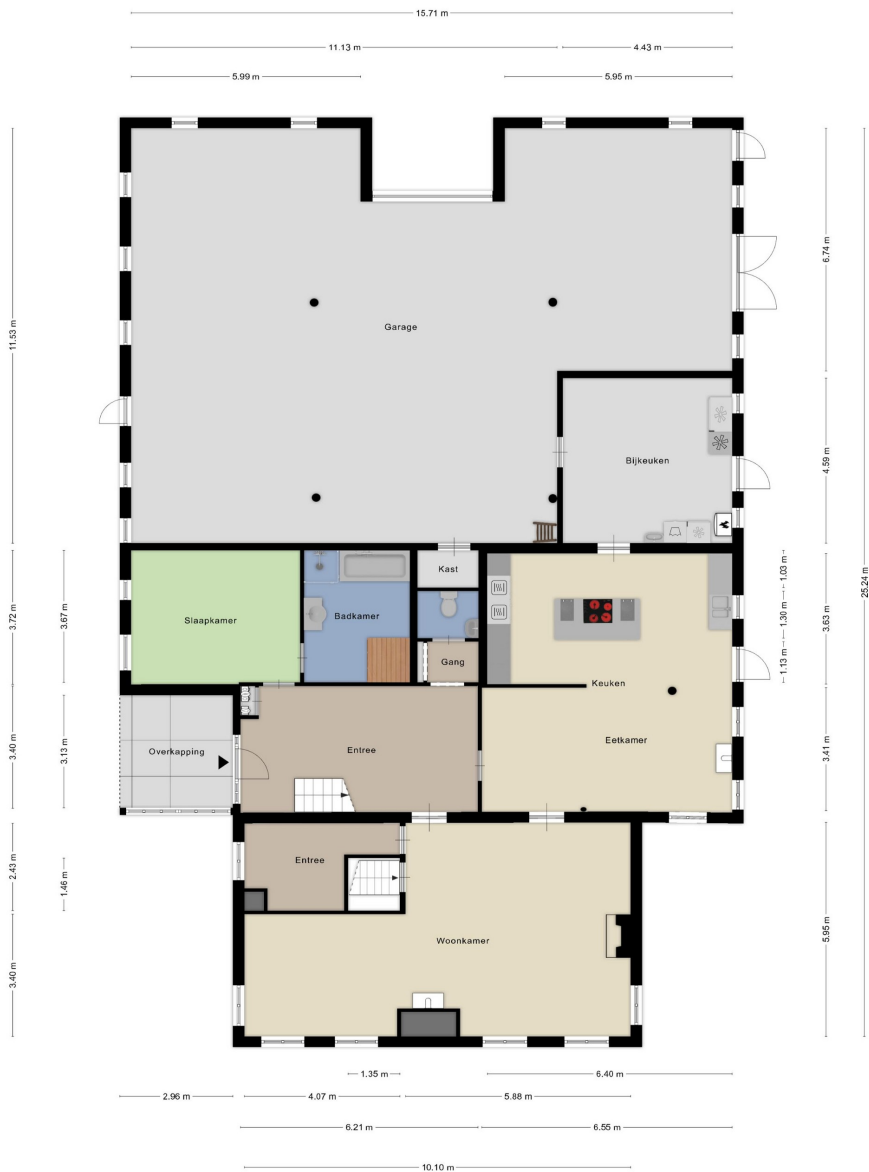 15.71 m
11.13 m
4.43 m
5.99 m
5.95 m
6.74 m
11.53 m
Garage
4.59 m
Bijkeuken
25.24 m
Kast
1.03 m
Slaapkamer
Badkamer
3.72 m
3.67 m
1.30 m
3.63 m
Gang
1.13 m
Keuken
Overkapping
Entree
Eetkamer
3.40 m
3.13 m
3.41 m
Entree
2.43 m
1.46 m
Woonkamer
5.95 m
3.40 m
1.35 m
6.40 m
2.96 m
4.07 m
5.88 m
6.21 m
6.55 m
10.10 m